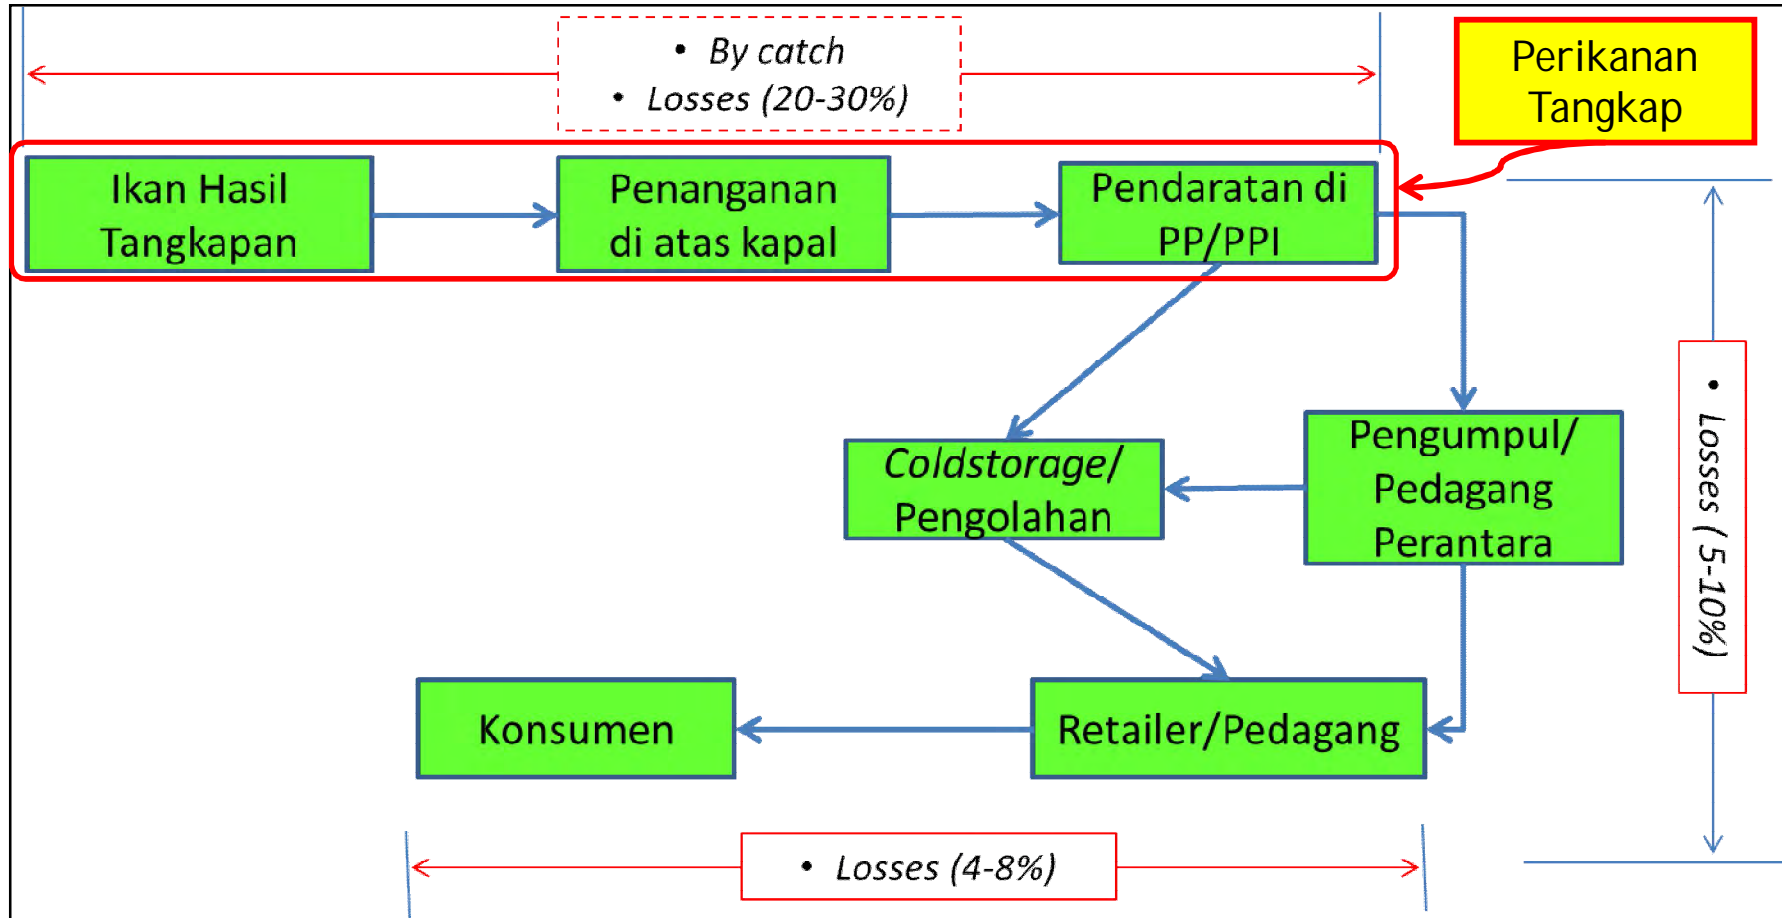 • By catch
• Losses (20-30%)
Perikanan
Tangkap
Ikan Hasil
Tangkapan
Penanganan
di atas kapal
Pendaratan di
PP/PPI
Coldstorage/
Pengolahan
Pengumpul/
Pedagang
Perantara
• Losses ( 5-10%)
Konsumen
Retailer/Pedagang
• Losses (4-8%)